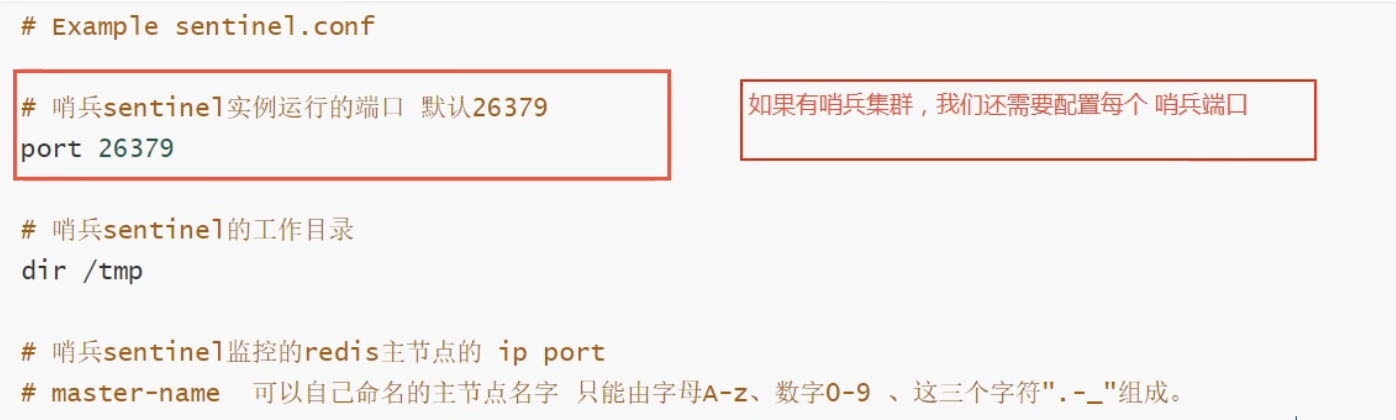 # Example sentinel.conf
# 哨兵sentinel实例运行的端口 默认26379
port 26379
如果有哨兵集群，我们还需要配置每个 哨兵端口
# 哨兵sentinel的工作目录
dir /tmp
# 哨兵sentinel监控的redis主节点的 ip port
# master-name 可以自己命名的主节点名字 只能由字母A-z、数字0-9 、这三个字符".-_"组成。